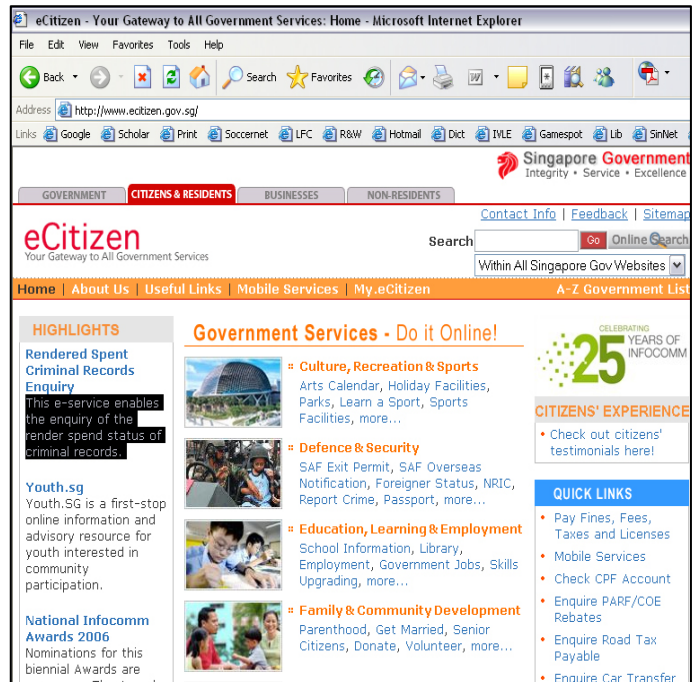 eCitizen - Your Gateway to All Government Services: Home - Microsoft Internet Explorer
File Edit View Favorites Tools Help
Back Search Favorites
Address http://www.ecitizen.gov.sg/
Links Google Scholar Print Soccernet LFC R&W Hotmail Dict IVLE Gamespot Lib SinNet
Singapore Government
Integrity • Service • Excellence
GOVERNMENT CITIZENS & RESIDENTS BUSINESSES NON-RESIDENTS
Contact Info | Feedback | Sitemap
eCitizen
Your Gateway to All Government Services
Search Go Online Search
Within All Singapore Gov Websites
Home | About Us | Useful Links | Mobile Services | My.eCitizen A-Z Government List
HIGHLIGHTS
Rendered Spent
Criminal Records
Enquiry
This e-service enables
the enquiry of the
render spend status of
criminal records.
Youth.sg
Youth.SG is a first-stop
online information and
advisory resource for
youth interested in
community
participation.
National Infocomm
Awards 2006
Nominations for this
biennial Awards are
Government Services - Do it Online!
Culture, Recreation & Sports
Arts Calendar, Holiday Facilities,
Parks, Learn a Sport, Sports
Facilities, more...
Defence & Security
SAF Exit Permit, SAF Overseas
Notification, Foreigner Status, NRIC,
Report Crime, Passport, more...
Education, Learning & Employment
School Information, Library,
Employment, Government Jobs, Skills
Upgrading, more...
Family & Community Development
Parenthood, Get Married, Senior
Citizens, Donate, Volunteer, more...
CELEBRATING
25 YEARS OF
INFOCOMM
CITIZENS' EXPERIENCE
• Check out citizens'
testimonials here!
QUICK LINKS
• Pay Fines, Fees,
Taxes and Licenses
• Mobile Services
• Check CPF Account
• Enquire PARF/COE
Rebates
• Enquire Road Tax
Payable
• Enquire Car Transfer